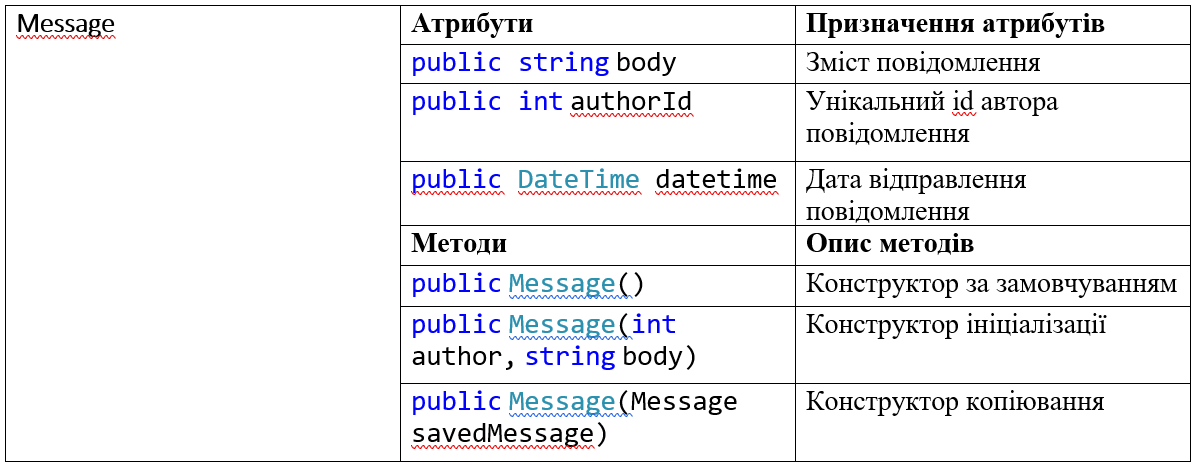 Message
Атрибути
Призначення атрибутів
public string body
Зміст повідомлення
public int authorId
Унікальний id автора
повідомлення
public DateTime datetime
Дата відправлення
повідомлення
Методи
Опис методів
public Message()
Конструктор за замовчуванням
public Message(int
author, string body)
Конструктор ініціалізації
public Message(Message
savedMessage)
Конструктор копіювання